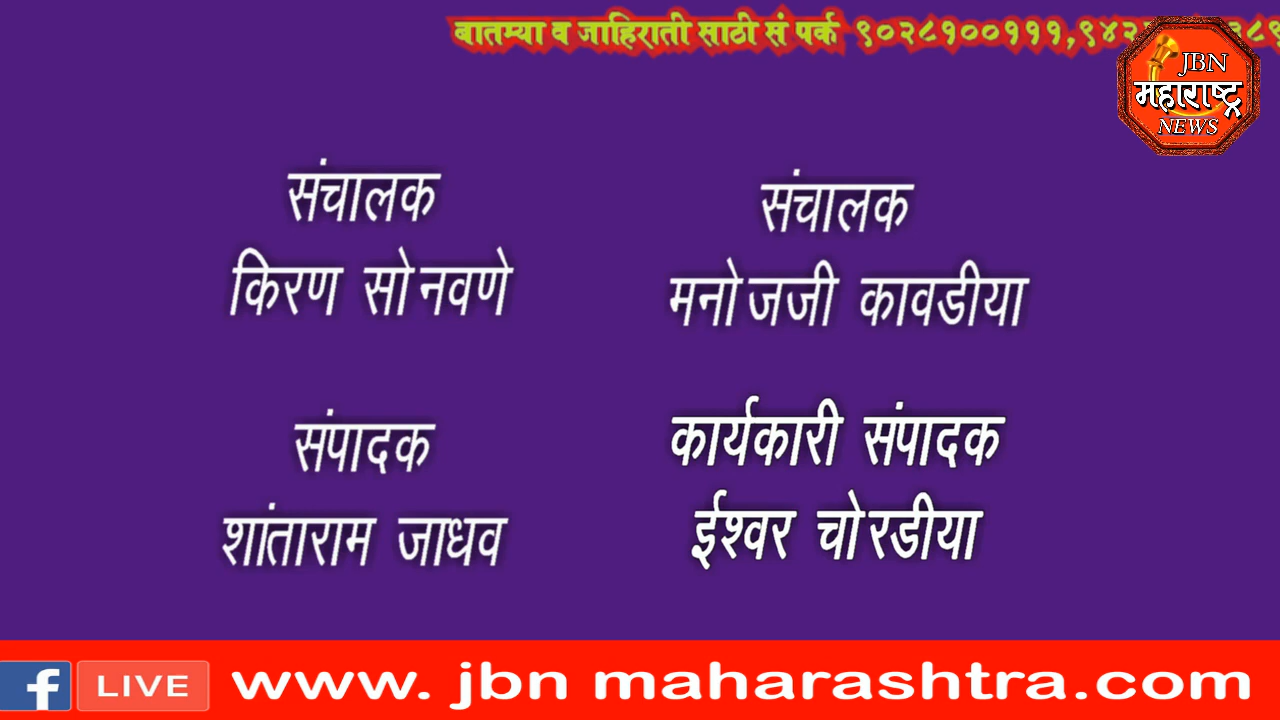 बातम्या व जाहिराती साठी सं पर्क ९०२८१००१११,
JBN
महाराष्ट्र
NEWS
संचालक
किरण सोनवणे
संचालक
मनोजजी कावडीया
संपादक
शांताराम जाधव
कार्यकारी संपादक
ईश्वर चोरडीया
f LIVE www. jbn maharashtra.com